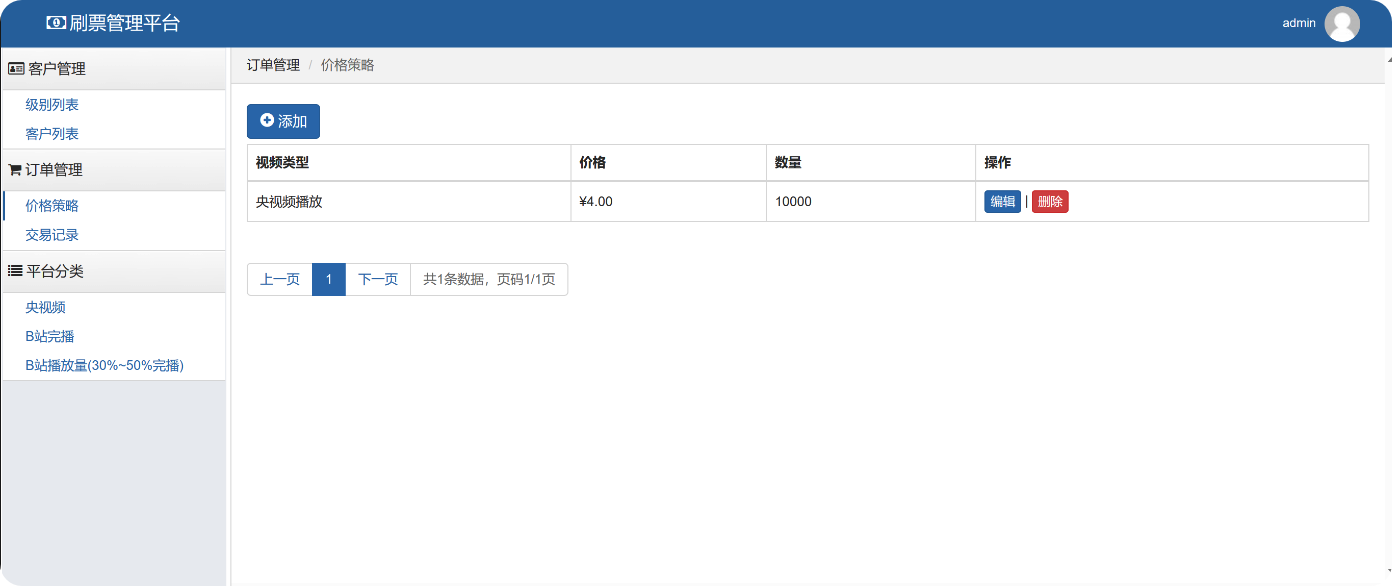 刷票管理平台
admin
客户管理
级别列表
客户列表
订单管理
价格策略
交易记录
平台分类
央视频
B站完播
B站播放量(30%~50%完播)
订单管理 / 价格策略
添加
视频类型 价格 数量 操作
央视频播放 ¥4.00 10000 编辑 | 删除
上一页 1 下一页 共1条数据，页码1/1页